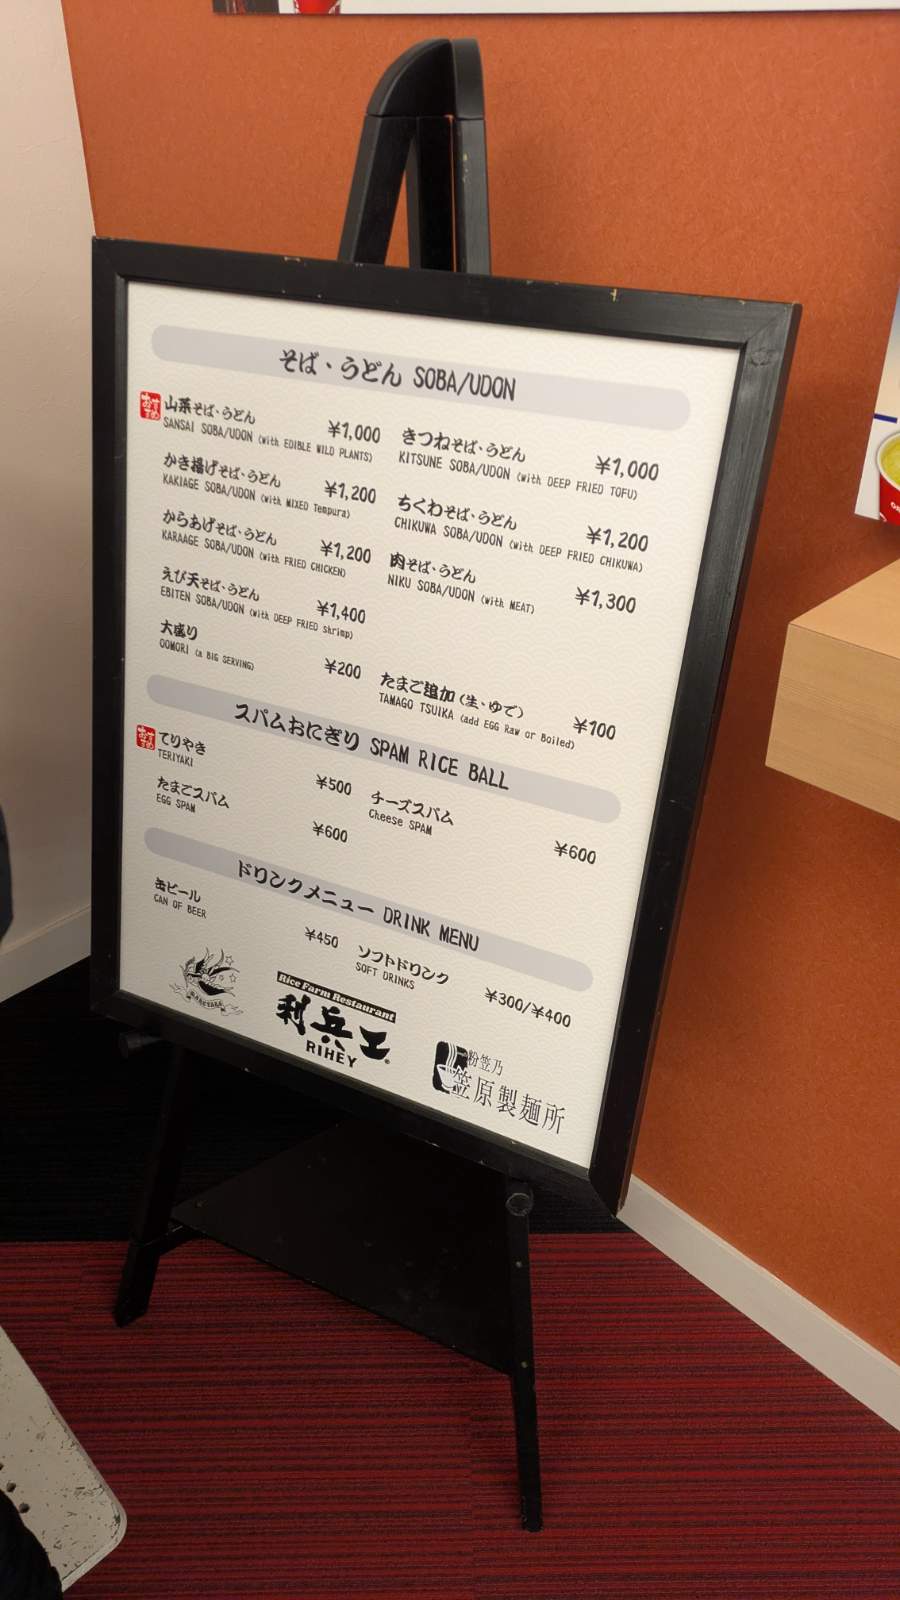 そば・うどん SOBA/UDON
おすすめ
山菜そば・うどん ¥1,000
SANSAI SOBA/UDON (with EDIBLE WILD PLANTS)
かき揚げそば・うどん ¥1,200
KAKIAGE SOBA/UDON (with MIXED Tempura)
からあげそば・うどん ¥1,200
KARAAGE SOBA/UDON (with FRIED CHICKEN)
えび天そば・うどん ¥1,400
EBITEN SOBA/UDON (with DEEP FRIED shrimp)
大盛り ¥200
OOMORI (a BIG SERVING)
きつねそば・うどん ¥1,000
KITSUNE SOBA/UDON (with DEEP FRIED TOFU)
ちくわそば・うどん ¥1,200
CHIKUWA SOBA/UDON (with DEEP FRIED CHIKUWA)
肉そば・うどん ¥1,300
NIKU SOBA/UDON (with MEAT)
たまご追加(生・ゆで) ¥100
TAMAGO TSUIKA (add EGG Raw or Boiled)
スパムおにぎり SPAM RICE BALL
おすすめ
てりやき ¥500
TERIYAKI
たまごスパム ¥600
EGG SPAM
チーズスパム ¥600
Cheese SPAM
ドリンクメニュー DRINK MENU
缶ビール ¥450
CAN OF BEER
ソフトドリンク ¥300/¥400
SOFT DRINKS
Rice Farm Restaurant
利兵工
RIHEY
粉笠乃
笠原製麺所